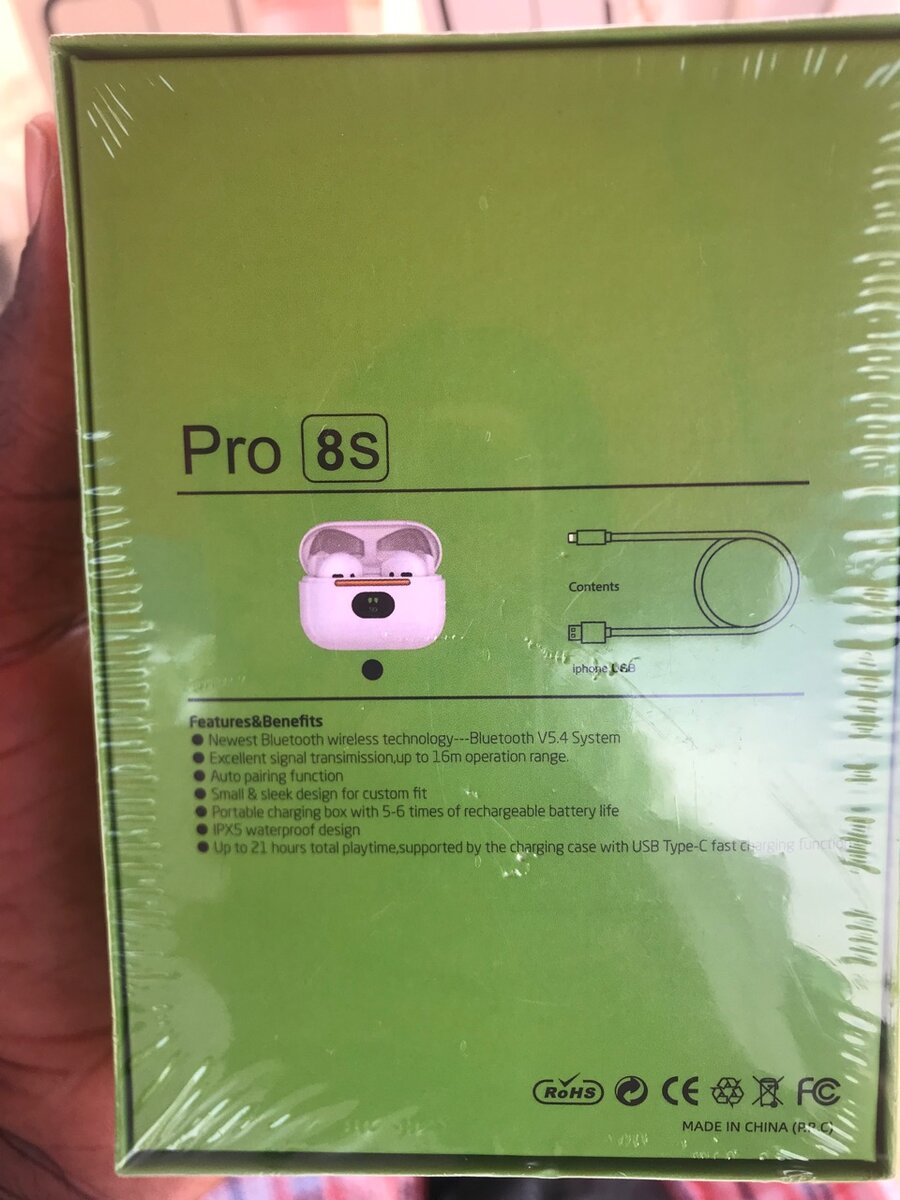 Pro 8S
Contents
iphone USB
Features&Benefits
● Newest Bluetooth wireless technology---Bluetooth V5.4 System
● Excellent signal transimission,up to 16m operation range.
● Auto pairing function
● Small & sleek design for custom fit
● Portable charging box with 5-6 times of rechargeable battery life
● IPX5 waterproof design
● Up to 21 hours total playtime,supported by the charging case with USB Type-C fast charging function
RoHS CE FC
MADE IN CHINA (P.R.C)